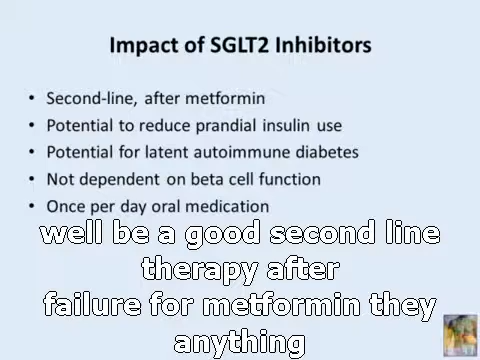 Impact of SGLT2 Inhibitors
• Second-line, after metformin
• Potential to reduce prandial insulin use
• Potential for latent autoimmune diabetes
• Not dependent on beta cell function
• Once per day oral medication
well be a good second line
therapy after
failure for metformin they
anything